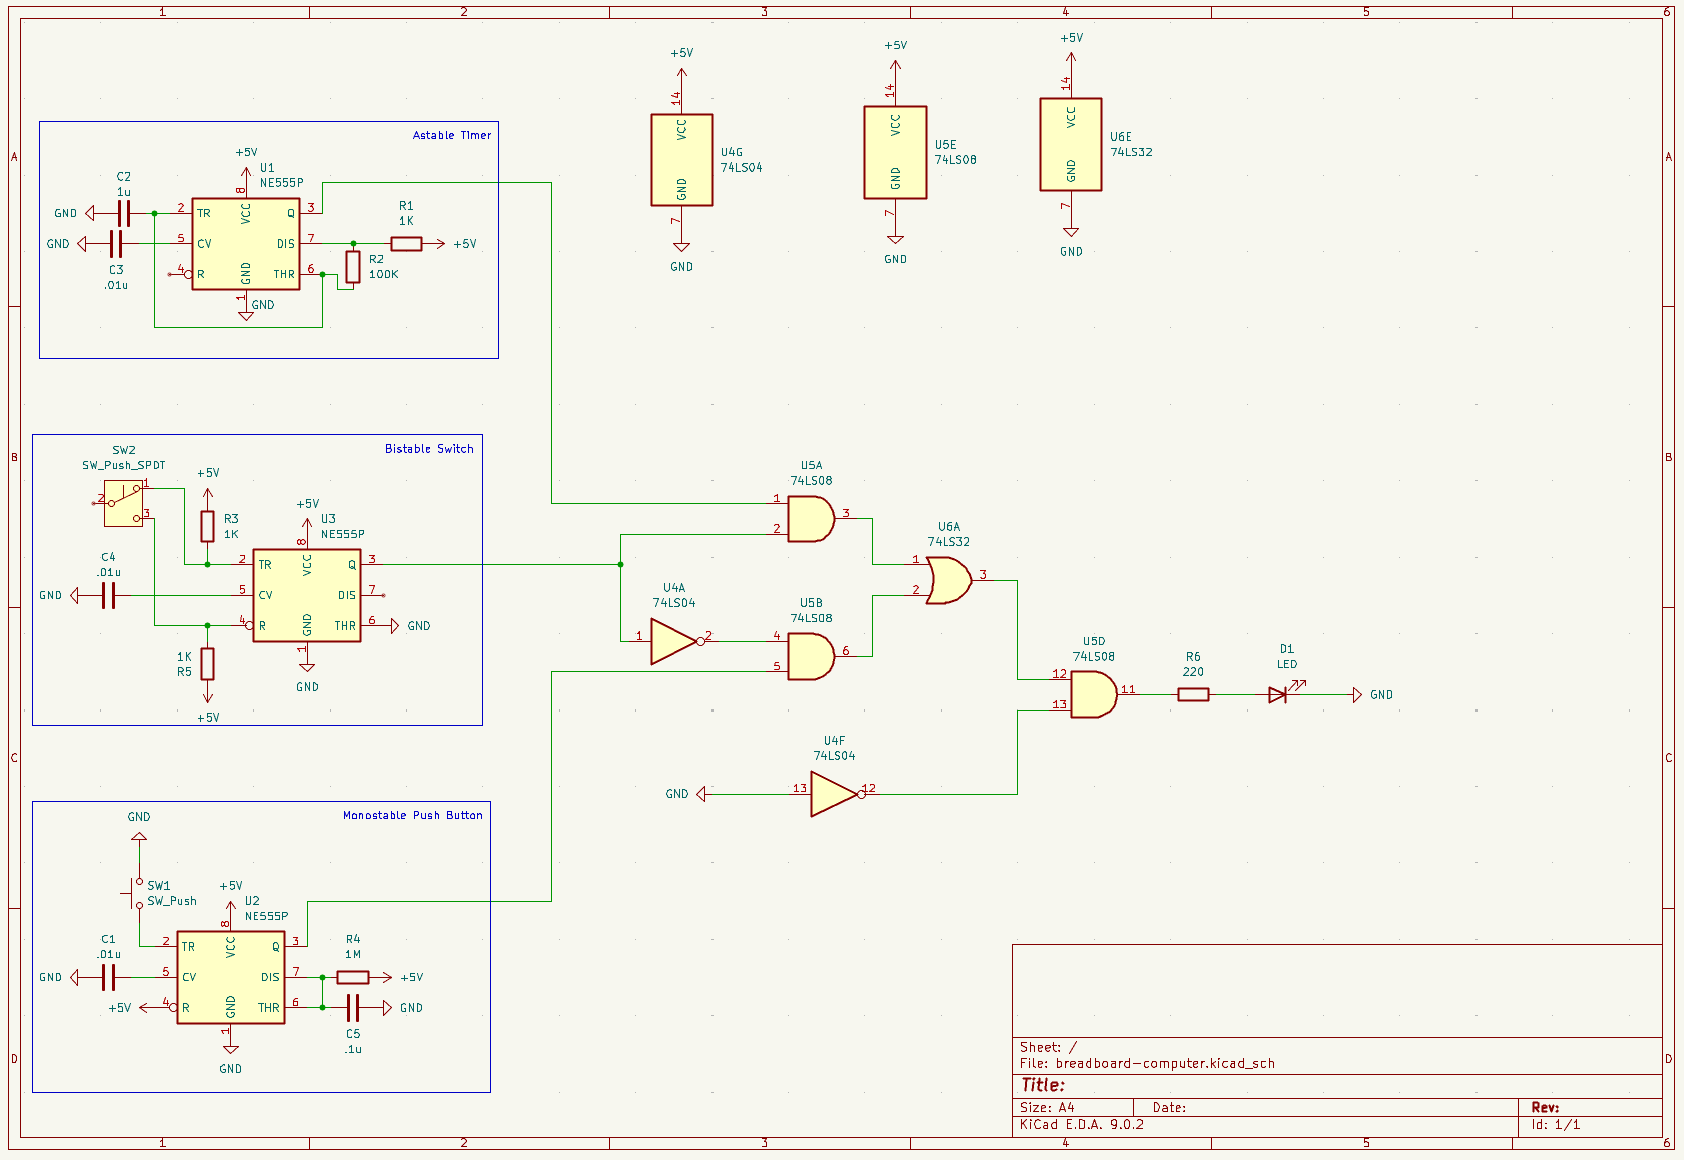 1 2 3 4 5 6
A
B
C
D
A
B
C
D
1 2 3 4 5 6
Astable Timer
+5V
U1
NE555P
C2
1u
GND
GND
C3
.01u
2 TR
5 CV
4 R
8 VCC
GND 1
GND
Q 3
DIS 7
THR 6
R1
1K
+5V
R2
100K
+5V
14
VCC
GND
7
GND
U4G
74LS04
+5V
14
VCC
GND
7
GND
U5E
74LS08
+5V
14
VCC
GND
7
GND
U6E
74LS32
Bistable Switch
SW2
SW_Push_SPDT
1
2
3
+5V
R3
1K
+5V
U3
NE555P
C4
.01u
GND
2 TR
5 CV
4 R
8 VCC
GND 1
GND
Q 3
DIS 7
THR 6
GND
1K
R5
+5V
U5A
74LS08
1
2
3
U4A
74LS04
1 2
U5B
74LS08
4
5
6
U6A
74LS32
1
2
3
U5D
74LS08
12
13
11
R6
220
D1
LED
GND
U4F
74LS04
GND
13 12
Monostable Push Button
GND
SW1
SW_Push
+5V
U2
NE555P
C1
.01u
GND
+5V
2 TR
5 CV
4 R
8 VCC
GND 1
GND
Q 3
DIS 7
THR 6
R4
1M
+5V
GND
C5
.1u
Sheet: /
File: breadboard-computer.kicad_sch
Title:
Size: A4 Date: Rev:
KiCad E.D.A. 9.0.2 Id: 1/1